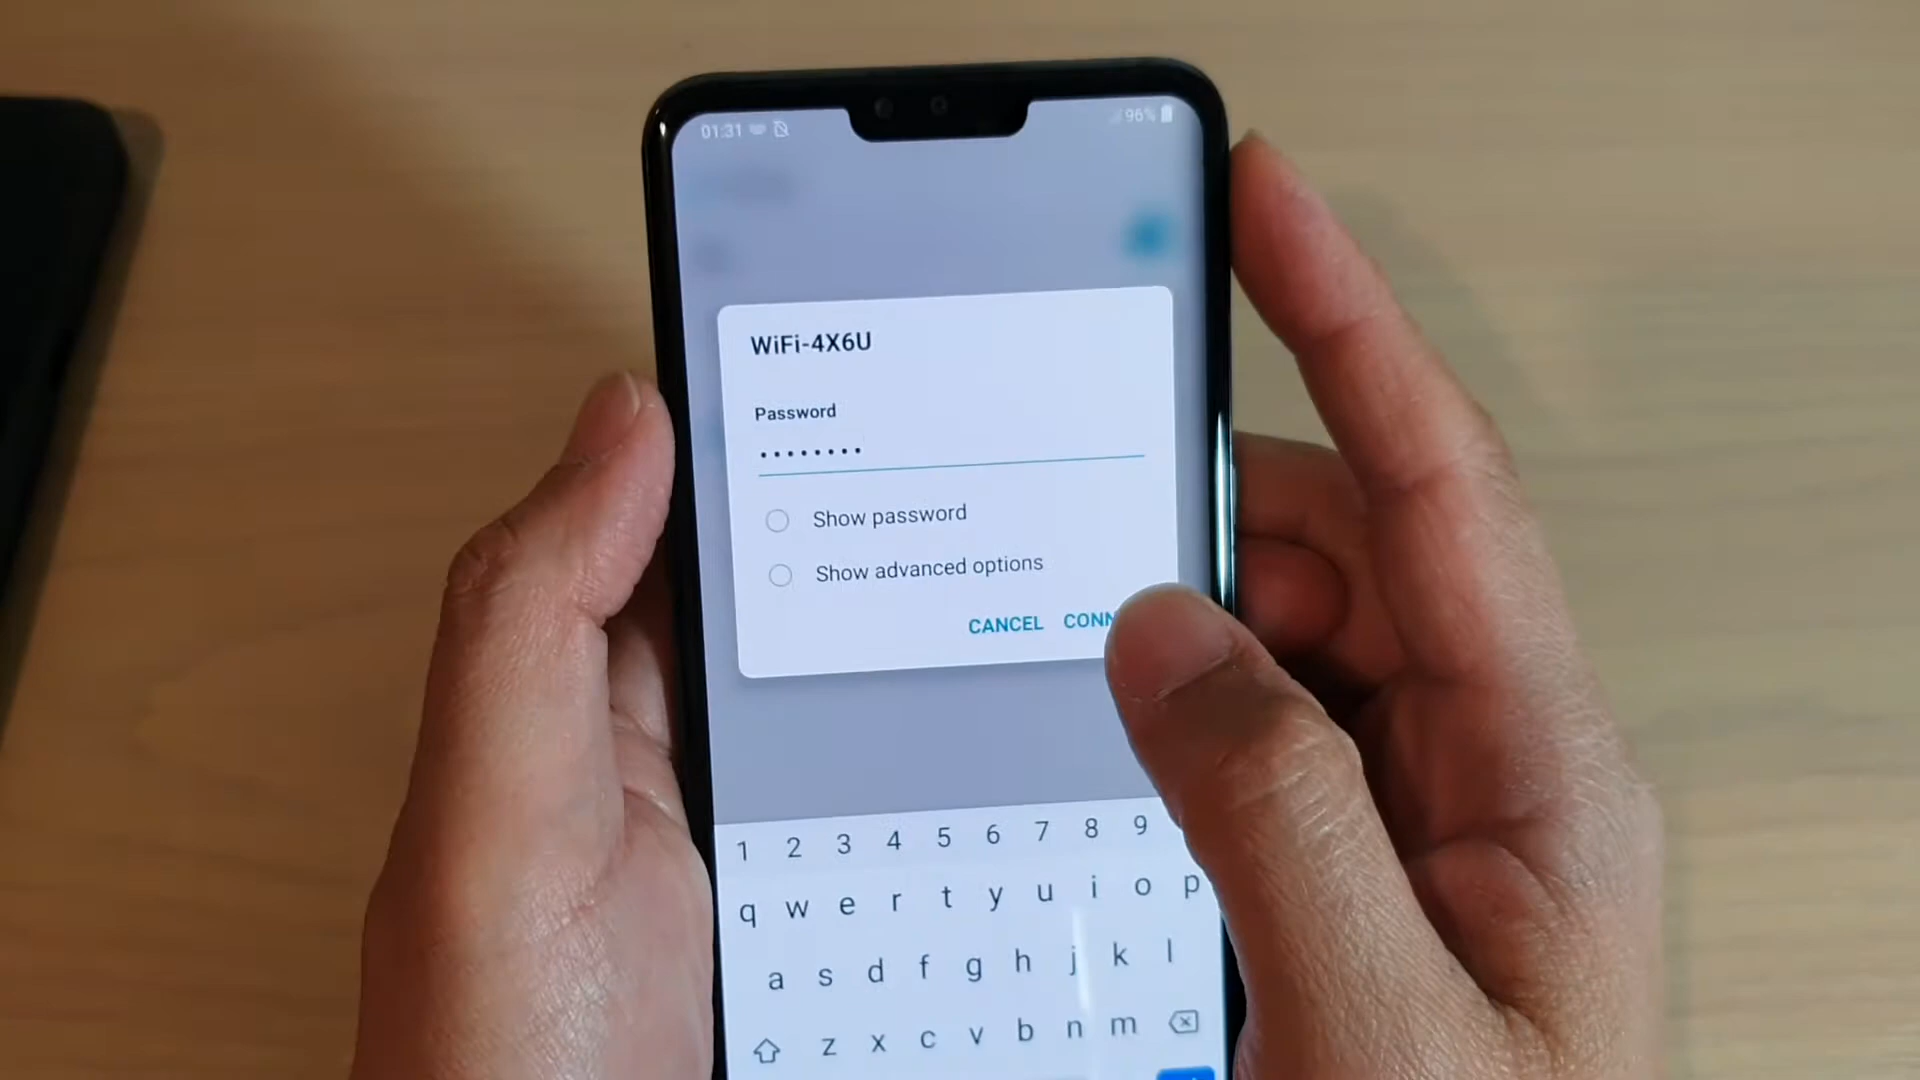 01:31 96%
WiFi-4X6U
Password
••••••••
Show password
Show advanced options
CANCEL CONN
1 2 3 4 5 6 7 8 9
q w e r t y u i o p
a s d f g h j k l
z x c v b n m